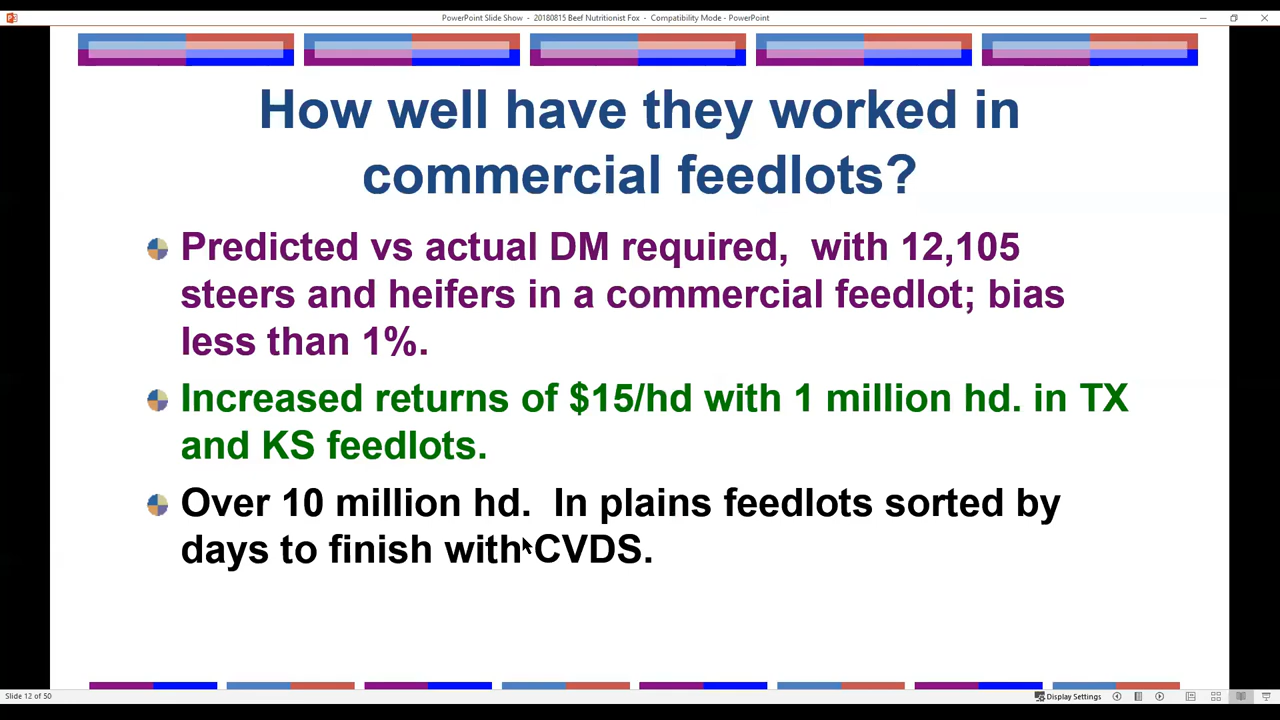 PowerPoint Slide Show - 20180815 Beef Nutritionist Fox - Compatibility Mode - PowerPoint
How well have they worked in
commercial feedlots?
Predicted vs actual DM required, with 12,105
steers and heifers in a commercial feedlot; bias
less than 1%.
Increased returns of $15/hd with 1 million hd. in TX
and KS feedlots.
Over 10 million hd. In plains feedlots sorted by
days to finish with CVDS.
Slide 12 of 50
Display Settings